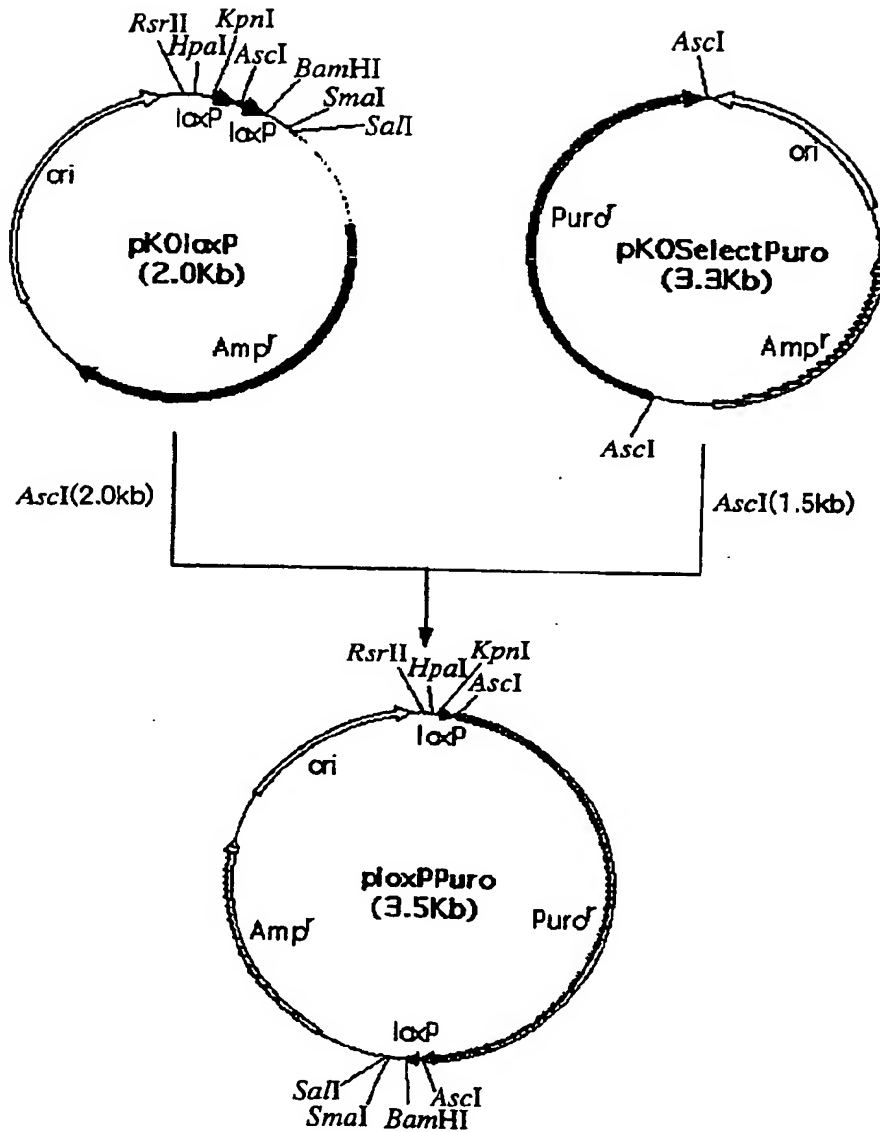 RsrII
KpnI
HpaI
AscI
BamHI
SmaI
SalI
loxP
loxP
ori
pKOloxP
(2.0Kb)
Ampr
AscI
ori
Puror
pKOSelectPuro
(3.3Kb)
Ampr
AscI
AscI(2.0kb)
AscI(1.5kb)
RsrII
HpaI
KpnI
AscI
loxP
ori
ploxPPuro
(3.5Kb)
Puror
Ampr
loxP
SalI
AscI
SmaI
BamHI